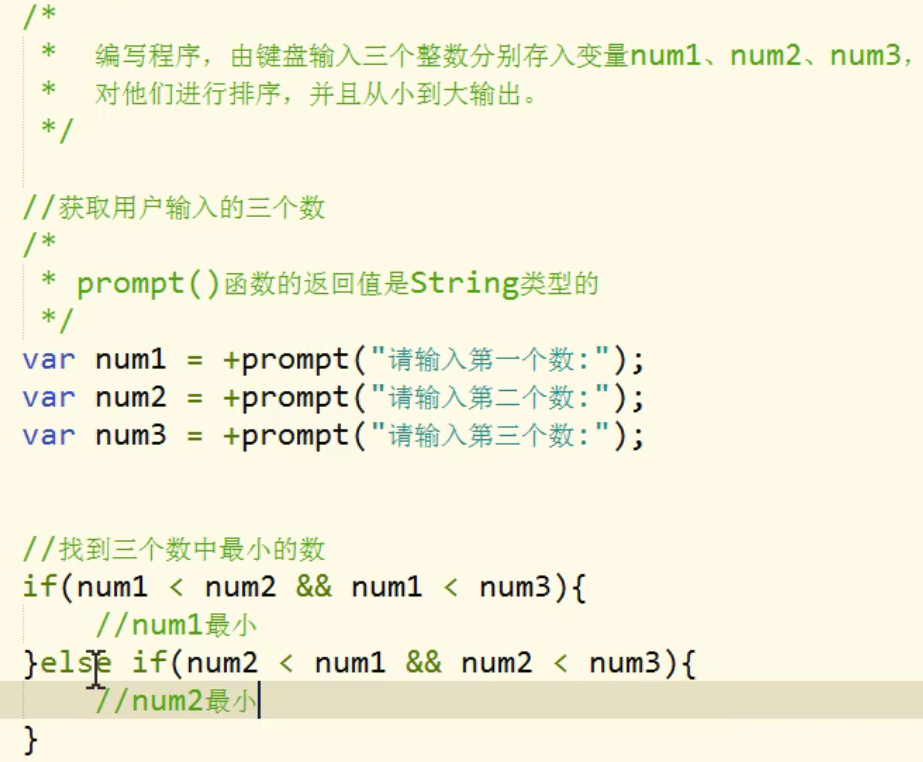 /*
 *  编写程序，由键盘输入三个整数分别存入变量num1、num2、num3，
 *  对他们进行排序，并且从小到大输出。
 */
//获取用户输入的三个数
/*
 * prompt()函数的返回值是String类型的
 */
var num1 = +prompt("请输入第一个数:");
var num2 = +prompt("请输入第二个数:");
var num3 = +prompt("请输入第三个数:");
//找到三个数中最小的数
if(num1 < num2 && num1 < num3){
    //num1最小
}else if(num2 < num1 && num2 < num3){
    //num2最小
}